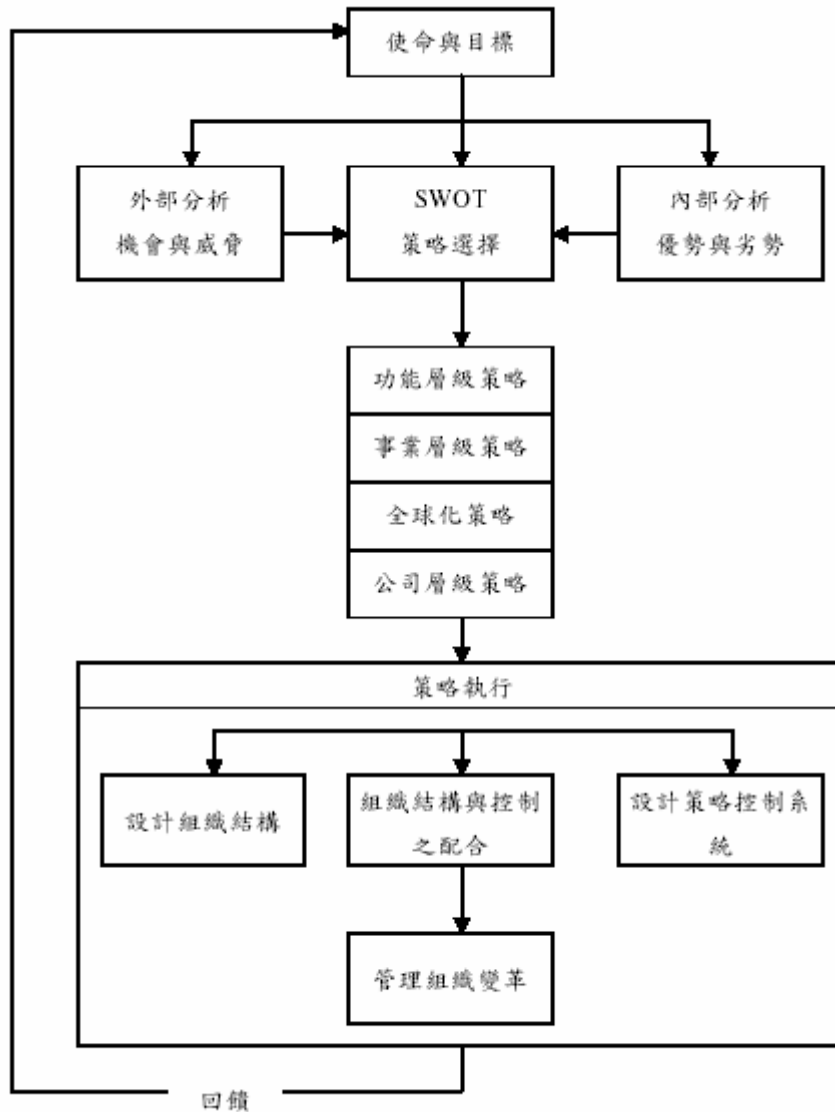 使命與目標
外部分析
機會與威脅
SWOT
策略選擇
內部分析
優勢與劣勢
功能層級策略
事業層級策略
全球化策略
公司層級策略
策略執行
設計組織結構
組織結構與控制
之配合
設計策略控制系
統
管理組織變革
回饋